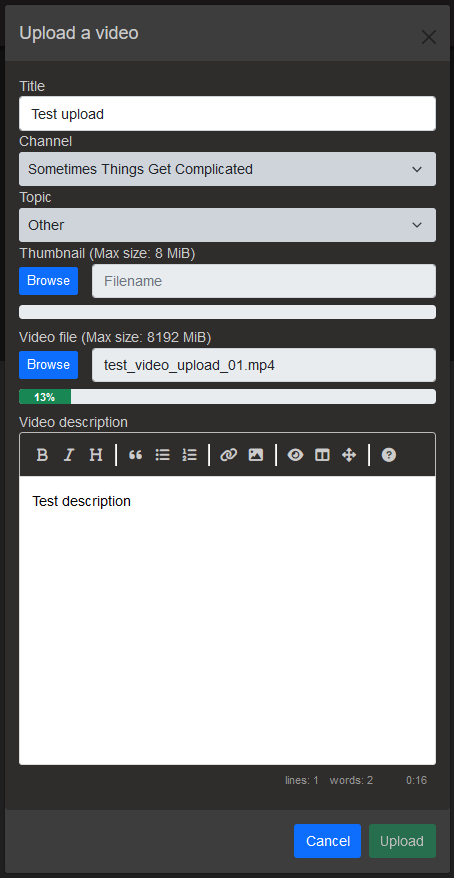 Upload a video
Title
Test upload
Channel
Sometimes Things Get Complicated
Topic
Other
Thumbnail (Max size: 8 MiB)
Browse Filename
Video file (Max size: 8192 MiB)
Browse test_video_upload_01.mp4
13%
Video description
B I H
Test description
lines: 1 words: 2 0:16
Cancel Upload